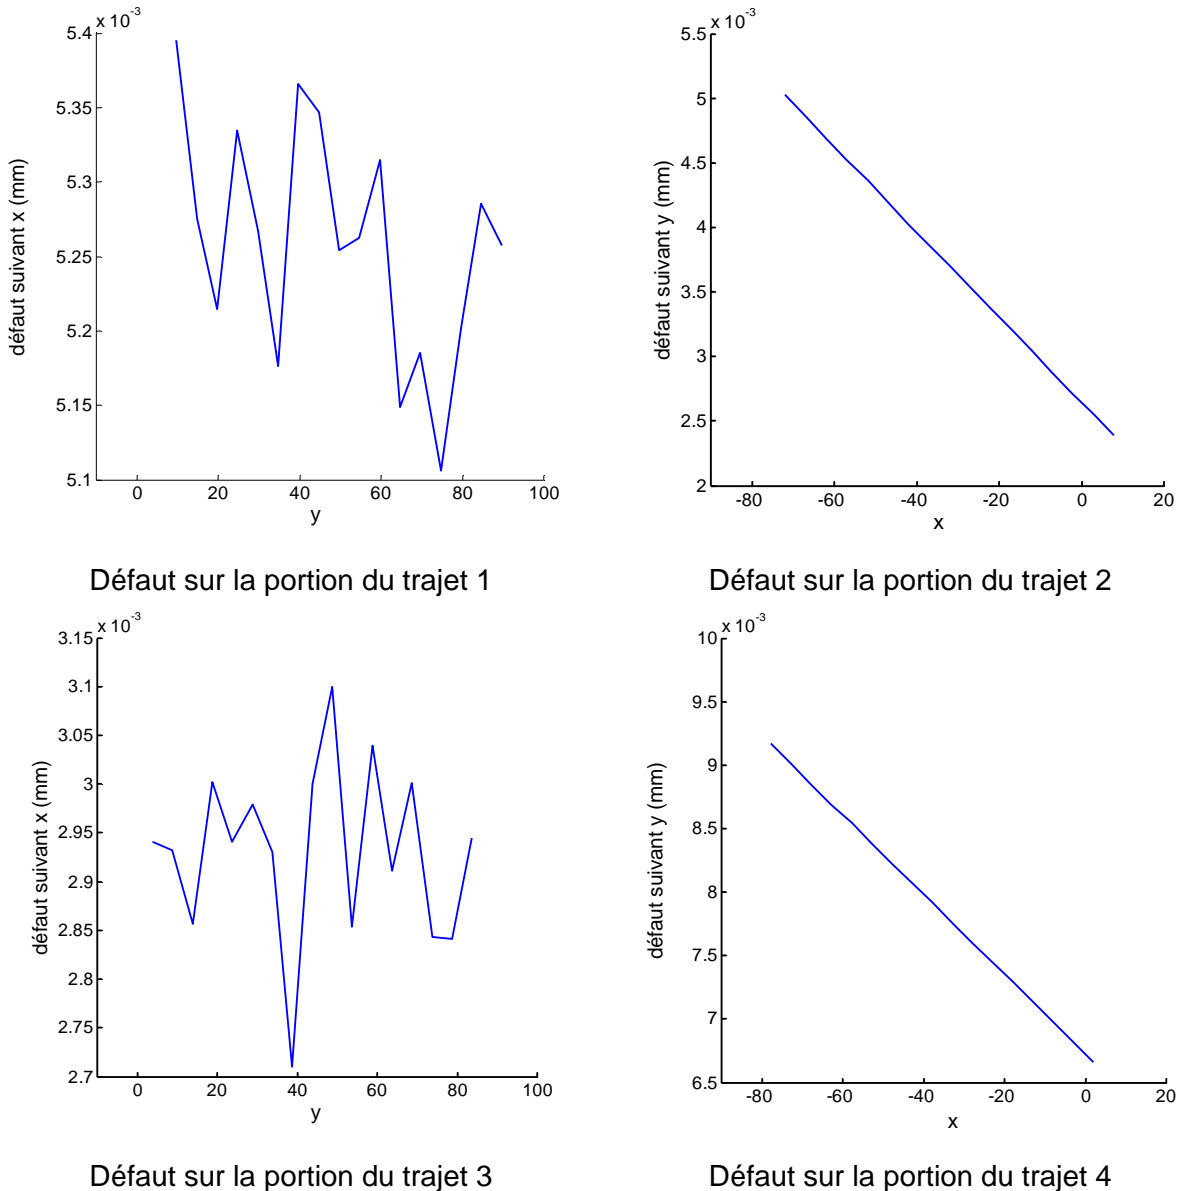 x 10-3
5.4
5.35
5.3
5.25
5.2
5.15
5.1
0 20 40 60 80 100
y
défaut suivant x (mm)
Défaut sur la portion du trajet 1
x 10-3
5.5
5
4.5
4
3.5
3
2.5
2
-80 -60 -40 -20 0 20
x
défaut suivant y (mm)
Défaut sur la portion du trajet 2
x 10-3
3.15
3.1
3.05
3
2.95
2.9
2.85
2.8
2.75
2.7
0 20 40 60 80 100
y
défaut suivant x (mm)
Défaut sur la portion du trajet 3
x 10-3
10
9.5
9
8.5
8
7.5
7
6.5
-80 -60 -40 -20 0 20
x
défaut suivant y (mm)
Défaut sur la portion du trajet 4